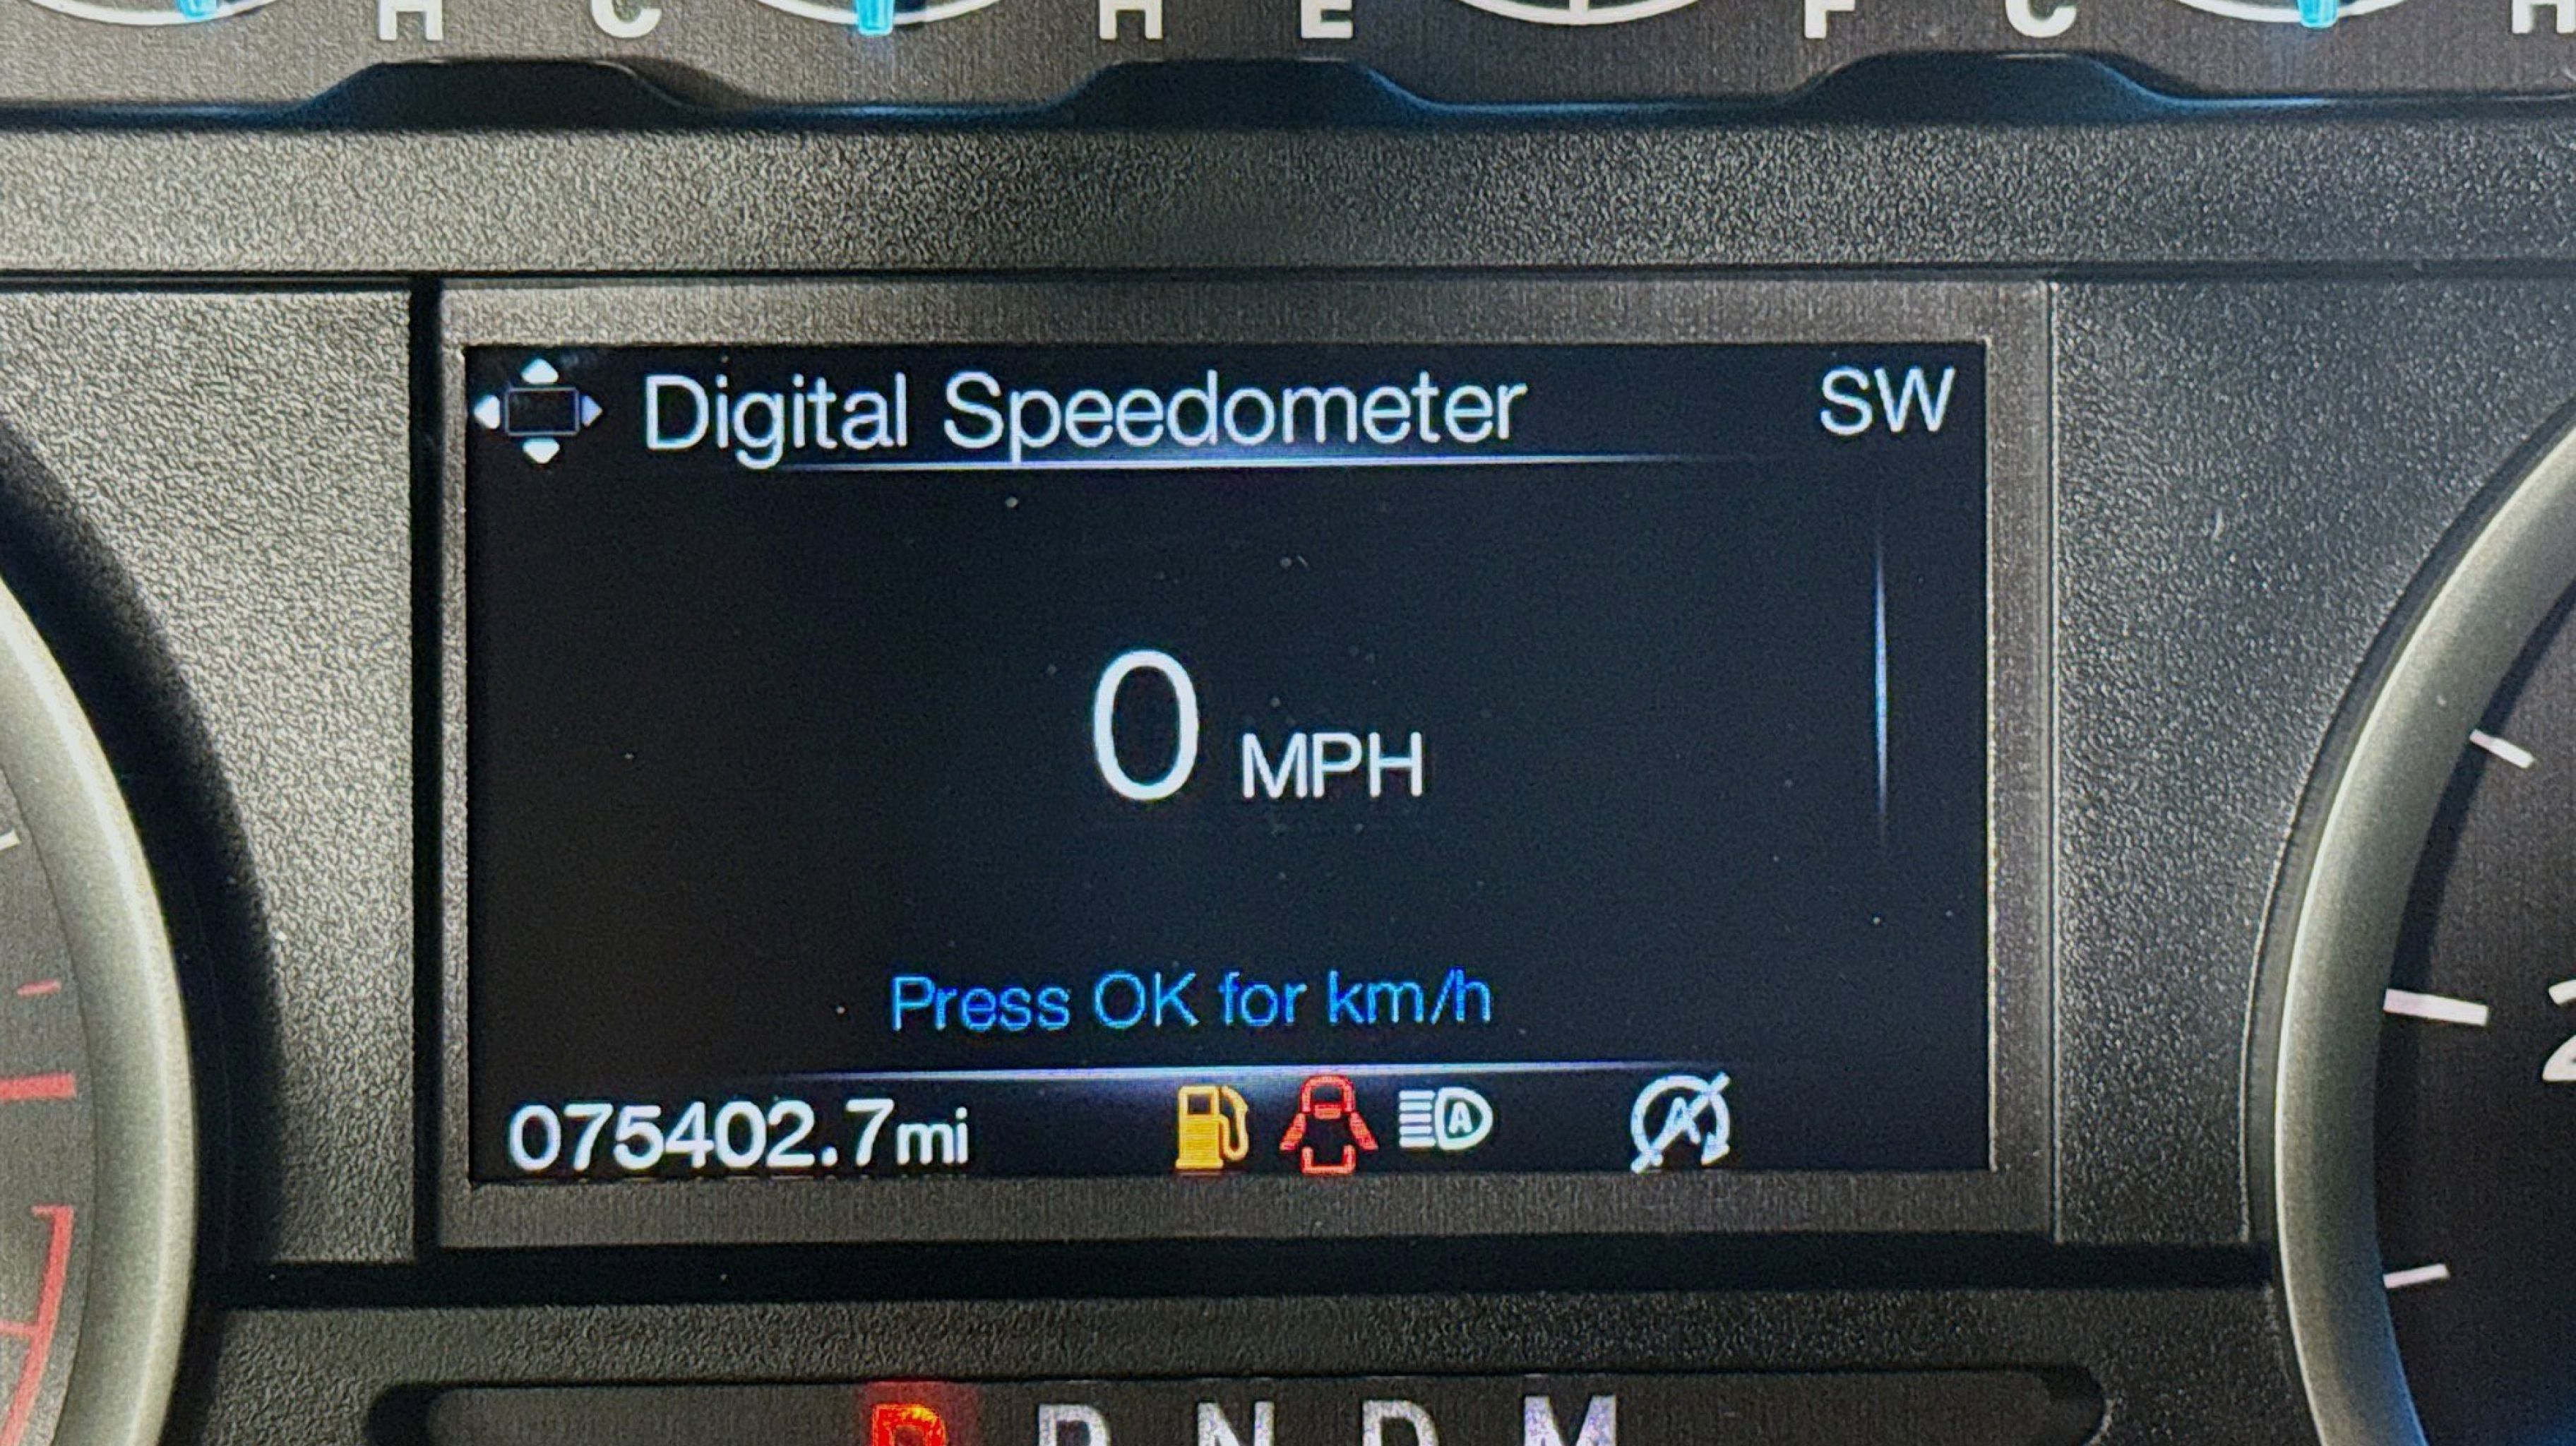 H C H E F C H
Digital Speedometer SW
0 MPH
Press OK for km/h
075402.7mi A A
P R N D M